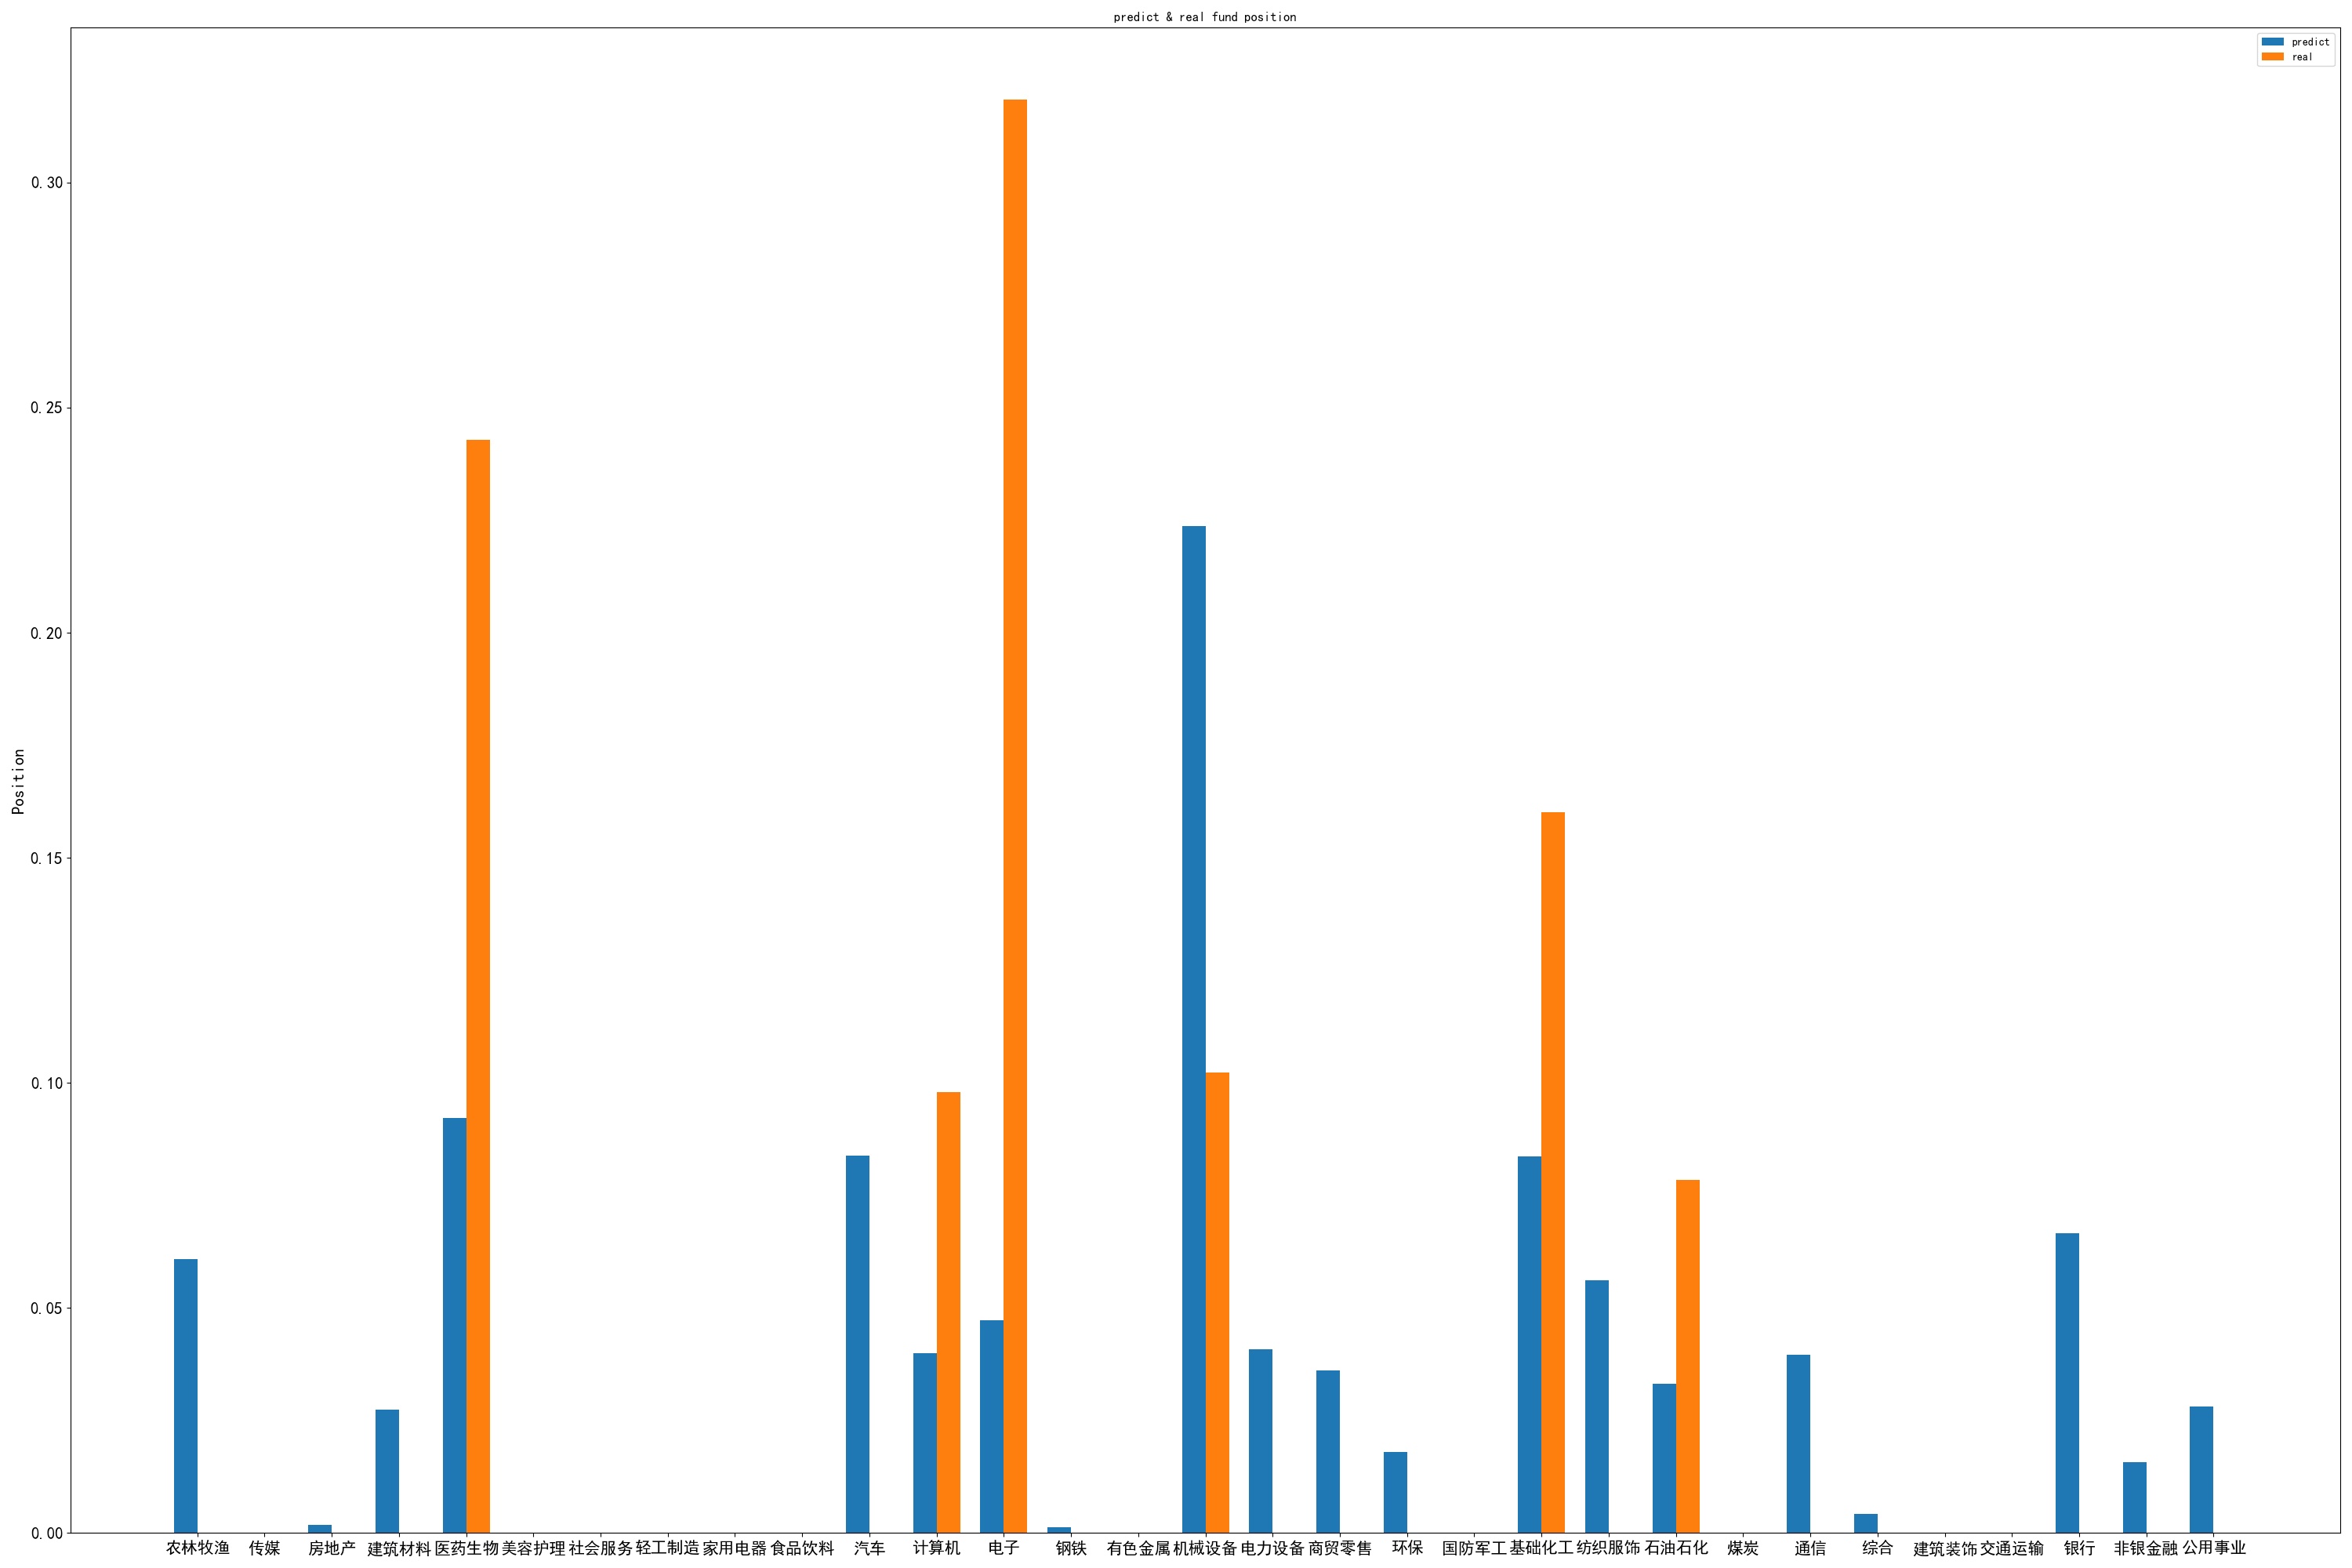 predict & real fund position
predict
real
Position
0.30
0.25
0.20
0.15
0.10
0.05
0.00
农林牧渔 传媒 房地产 建筑材料 医药生物 美容护理 社会服务 轻工制造 家用电器 食品饮料 汽车 计算机 电子 钢铁 有色金属 机械设备 电力设备 商贸零售 环保 国防军工 基础化工 纺织服饰 石油石化 煤炭 通信 综合 建筑装饰 交通运输 银行 非银金融 公用事业